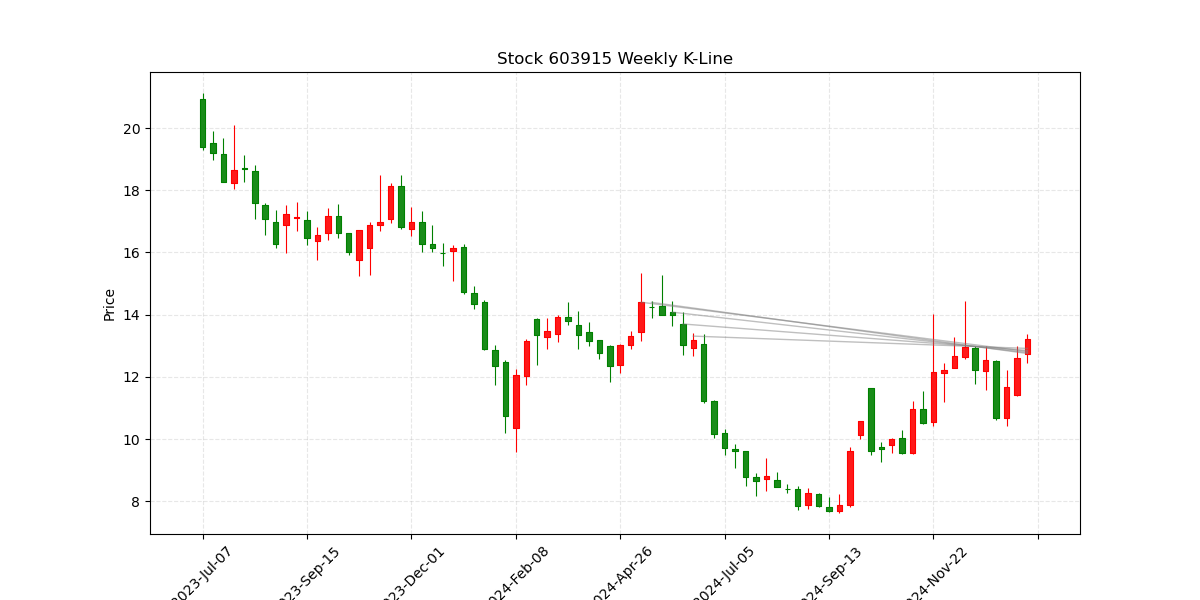 Stock 603915 Weekly K-Line
Price
20
18
16
14
12
10
8
2023-Jul-07
2023-Sep-15
2023-Dec-01
2024-Feb-08
2024-Apr-26
2024-Jul-05
2024-Sep-13
2024-Nov-22